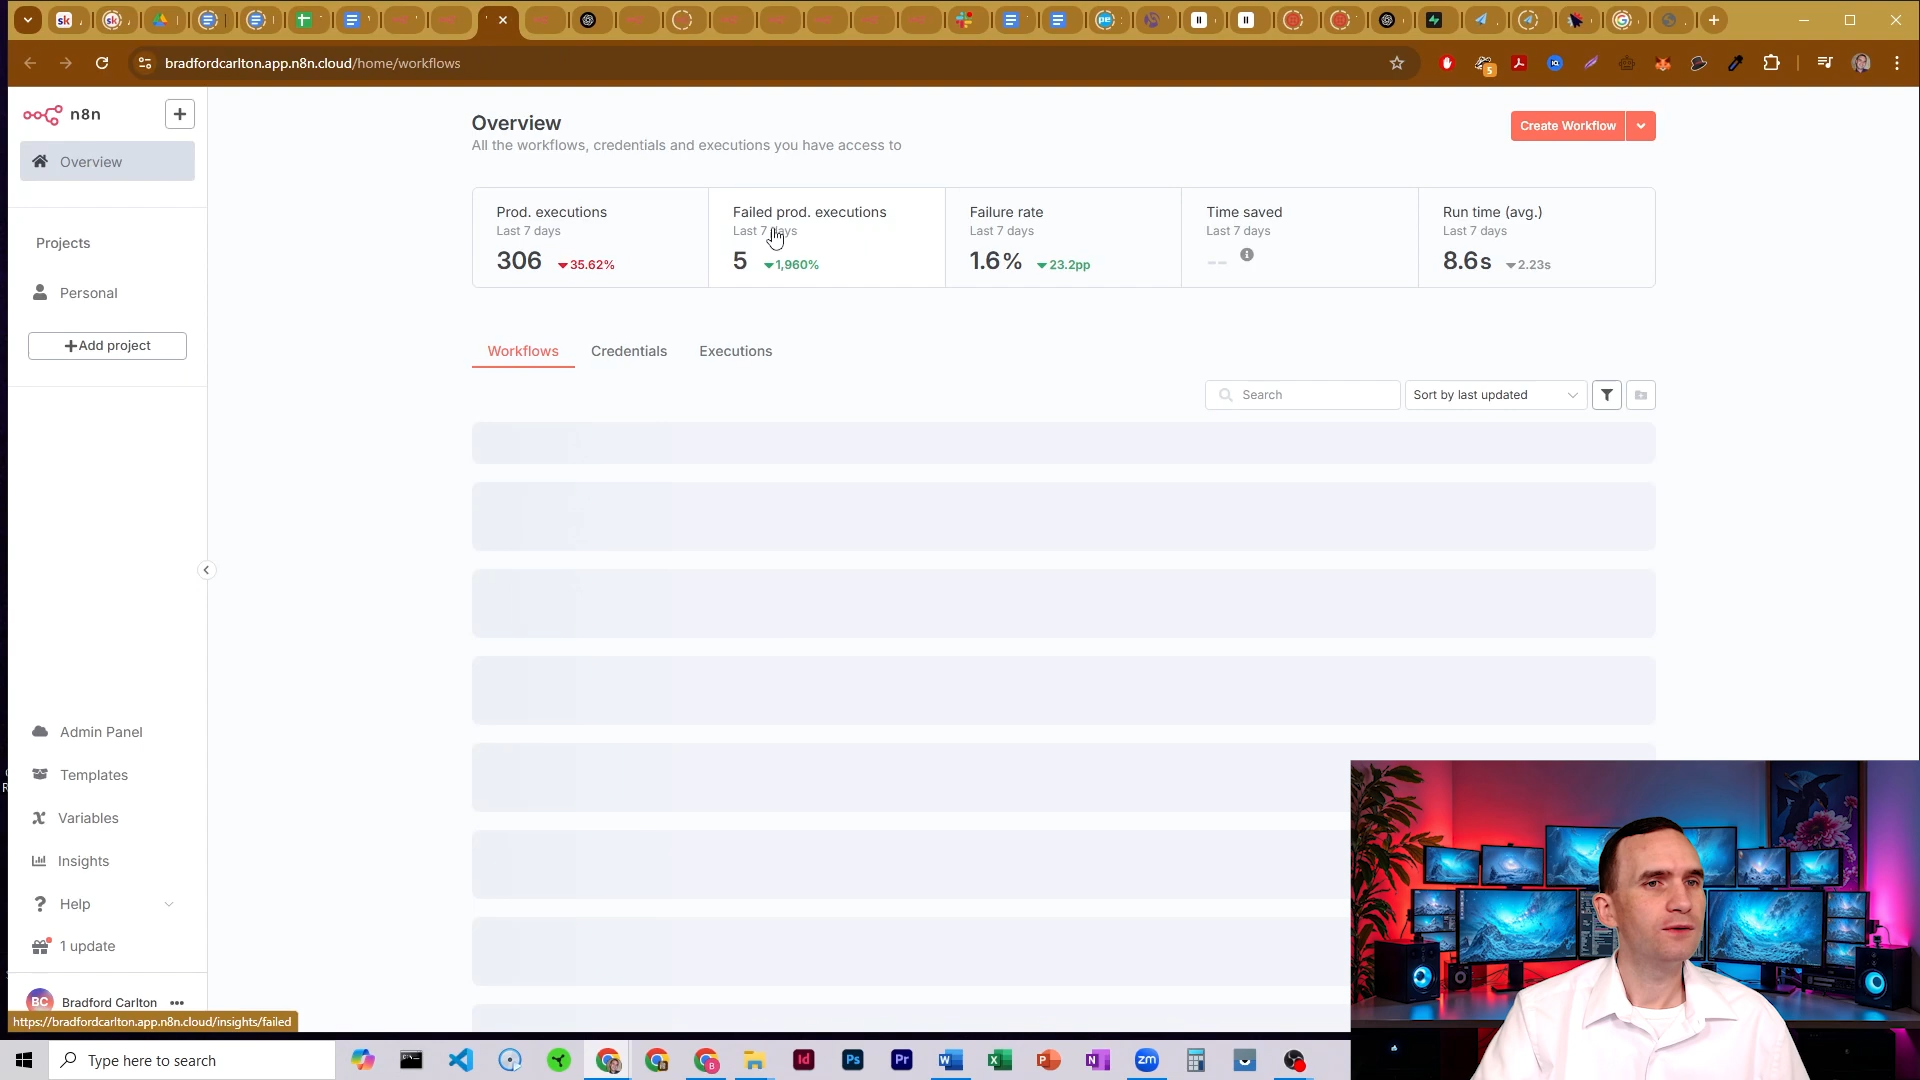 bradfordcarlton.app.n8n.cloud/home/workflows
n8n
Overview
Projects
Personal
Add project
Admin Panel
Templates
Variables
Insights
Help
1 update
BC Bradford Carlton
https://bradfordcarlton.app.n8n.cloud/insights/failed
Overview
All the workflows, credentials and executions you have access to
Create Workflow
Prod. executions
Last 7 days
306 35.62%
Failed prod. executions
Last 7 days
5 1,960%
Failure rate
Last 7 days
1.6% 23.2pp
Time saved
Last 7 days
--
Run time (avg.)
Last 7 days
8.6s 2.23s
Workflows Credentials Executions
Search
Sort by last updated
Type here to search